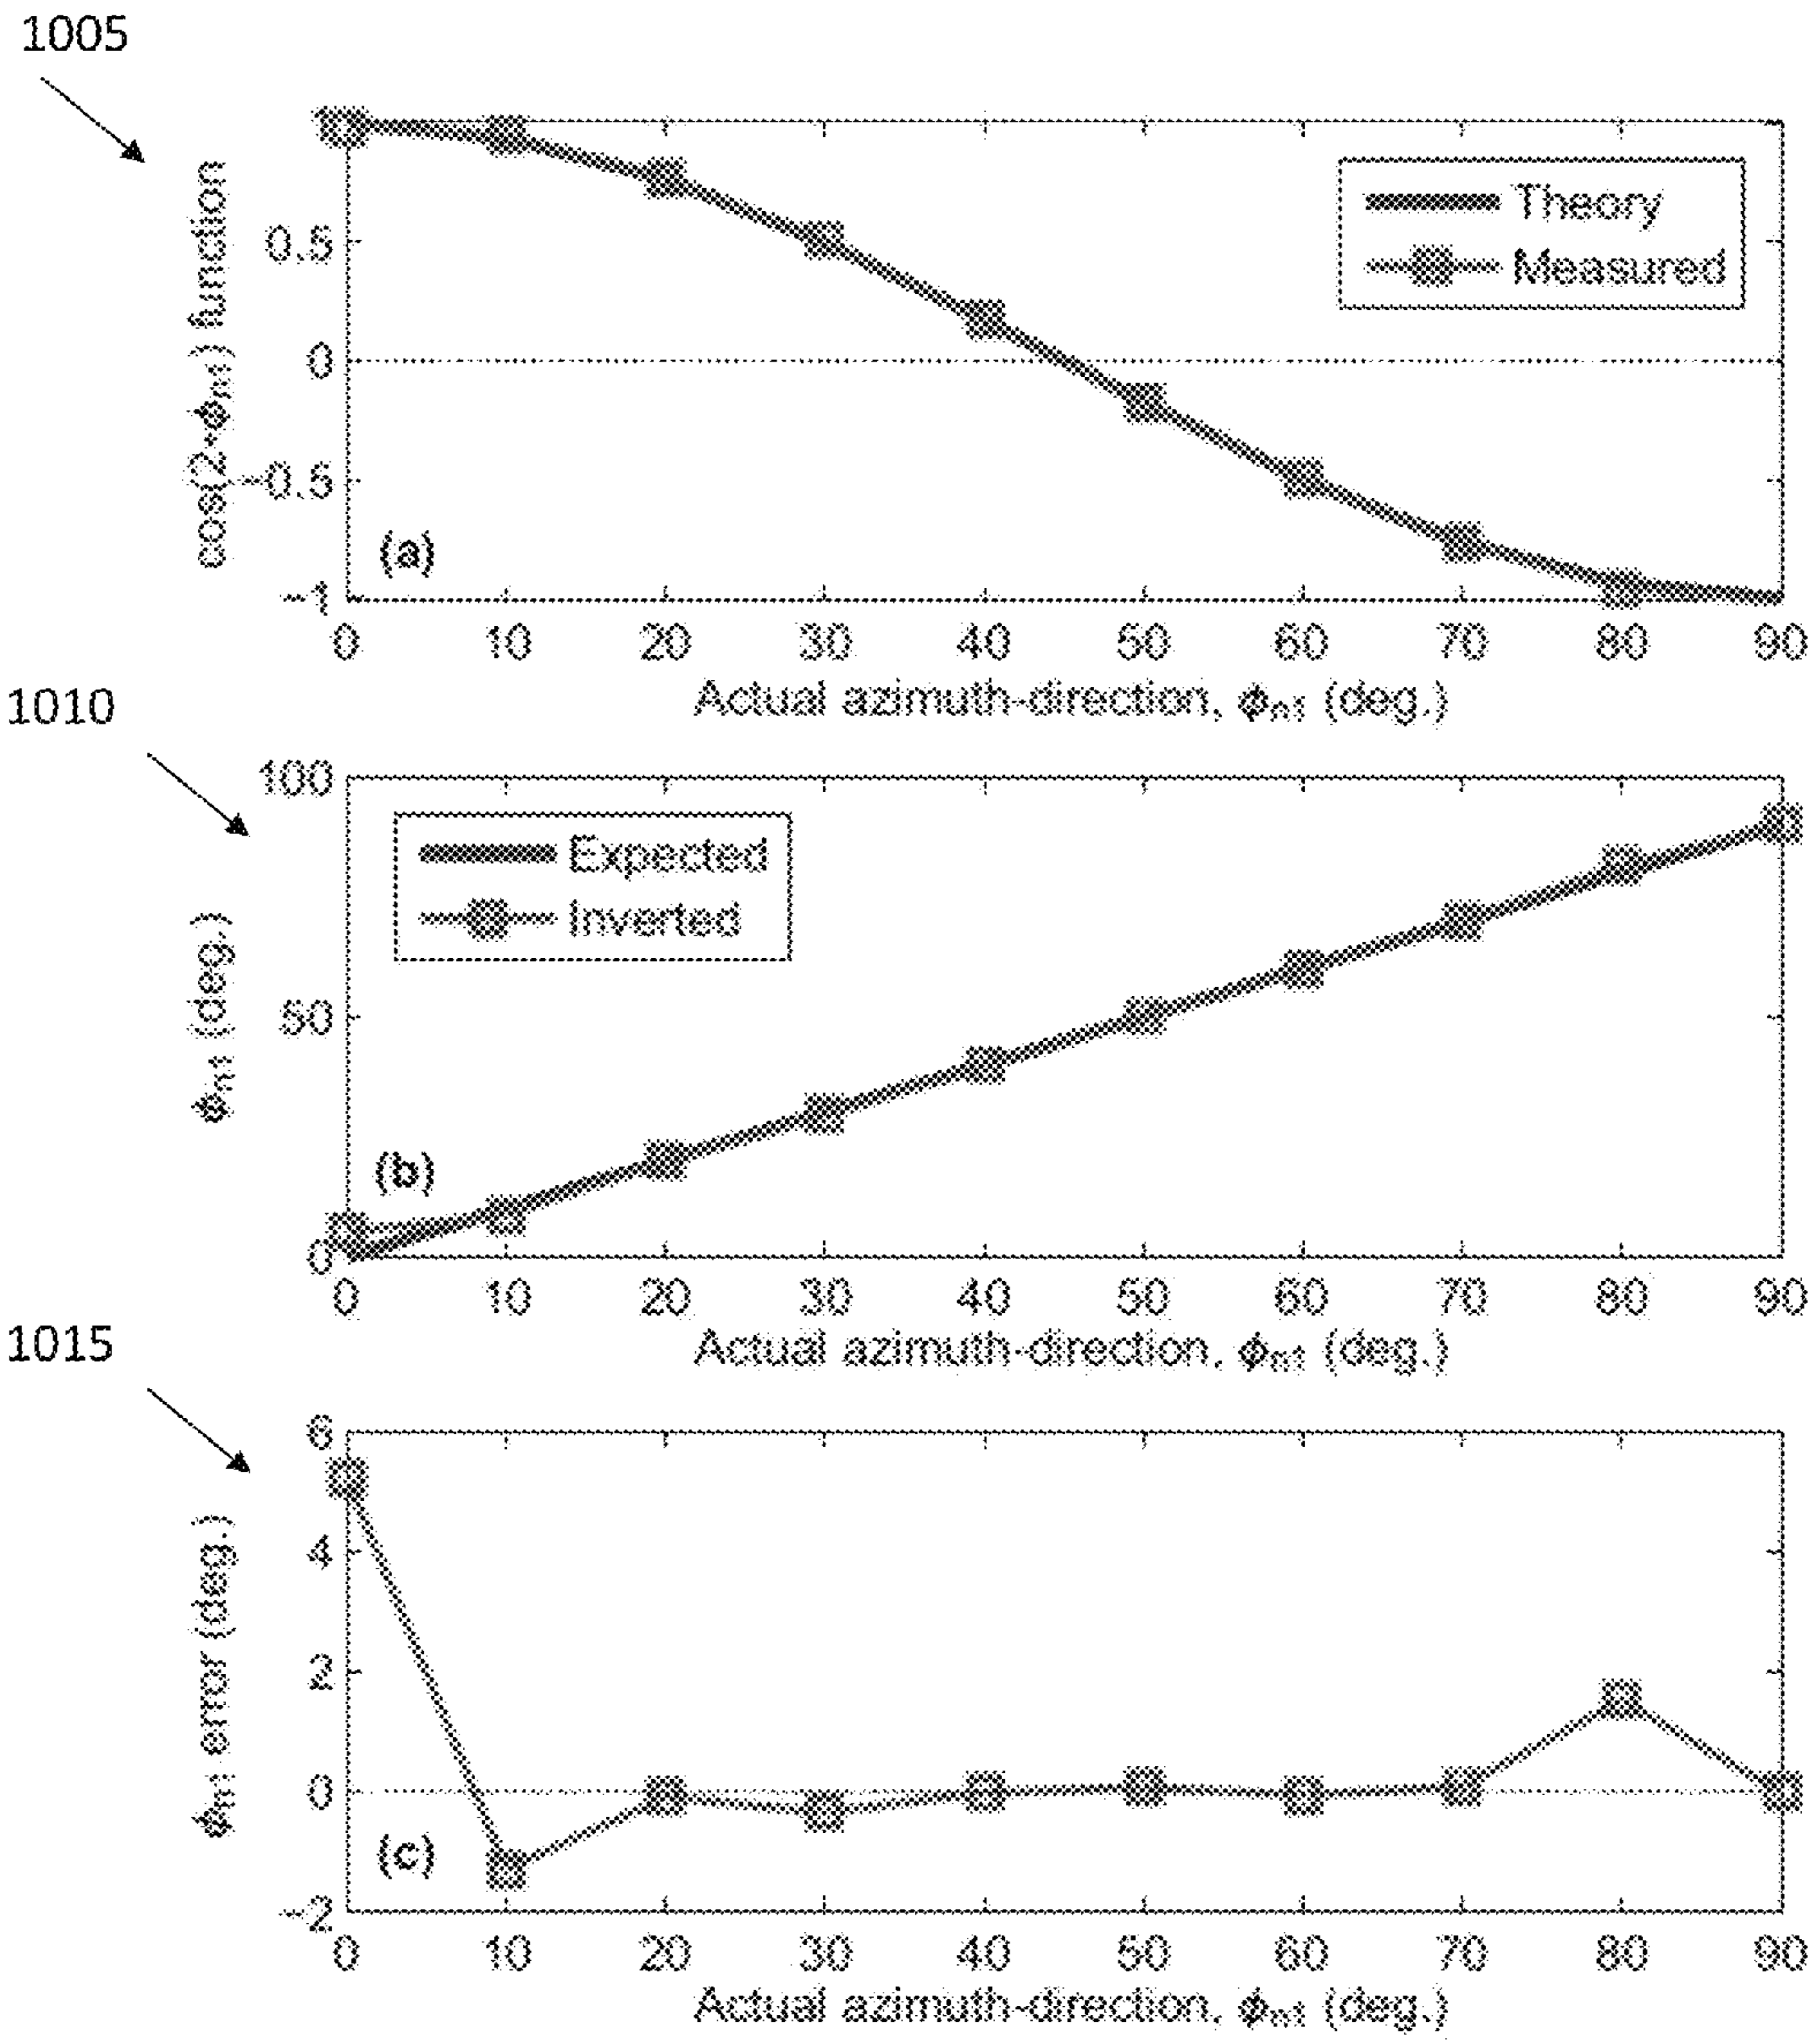 1005
cos(2*ϕn1) function
1
0.5
0
-0.5
-1
Theory
Measured
(a)
0 10 20 30 40 50 60 70 80 90
Actual azimuth-direction, ϕn1 (deg.)
1010
ϕn1 (deg.)
100
50
0
Expected
Inverted
(b)
0 10 20 30 40 50 60 70 80 90
Actual azimuth-direction, ϕn1 (deg.)
1015
ϕn1 error (deg.)
6
4
2
0
-2
(c)
0 10 20 30 40 50 60 70 80 90
Actual azimuth-direction, ϕn1 (deg.)